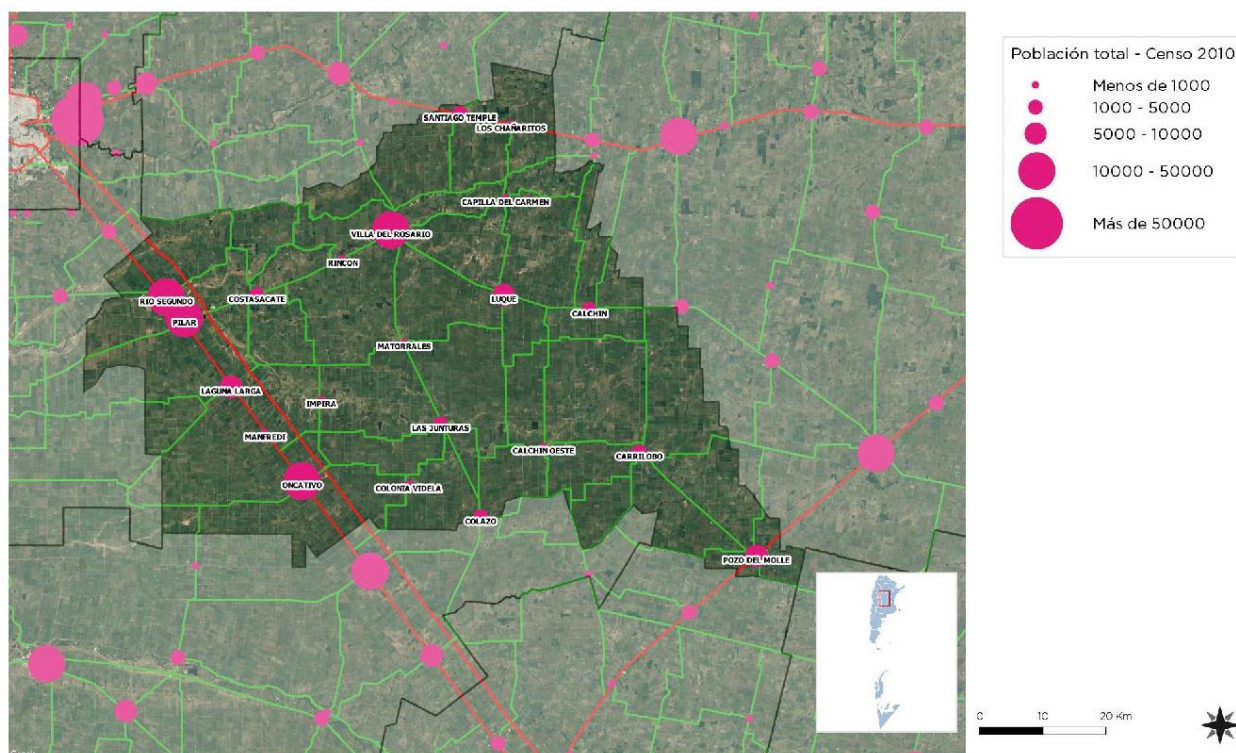 Población total - Censo 2010
Menos de 1000
1000 - 5000
5000 - 10000
10000 - 50000
Más de 50000
SANTIAGO TEMPLE
LOS CHAÑARITOS
CAPILLA DEL CARMEN
VILLA DEL ROSARIO
RINCON
RIO SEGUNDO
COSTASACATE
LUQUE
CALCHIN
PILAR
MATORRALES
LAGUNA LARGA
IMPIRA
LAS JUNTURAS
MANFREDI
CALCHIN OESTE
CARRILOBO
ONCATIVO
COLONIA VIDELA
COLAZO
POZO DEL MOLLE
0 10 20 Km